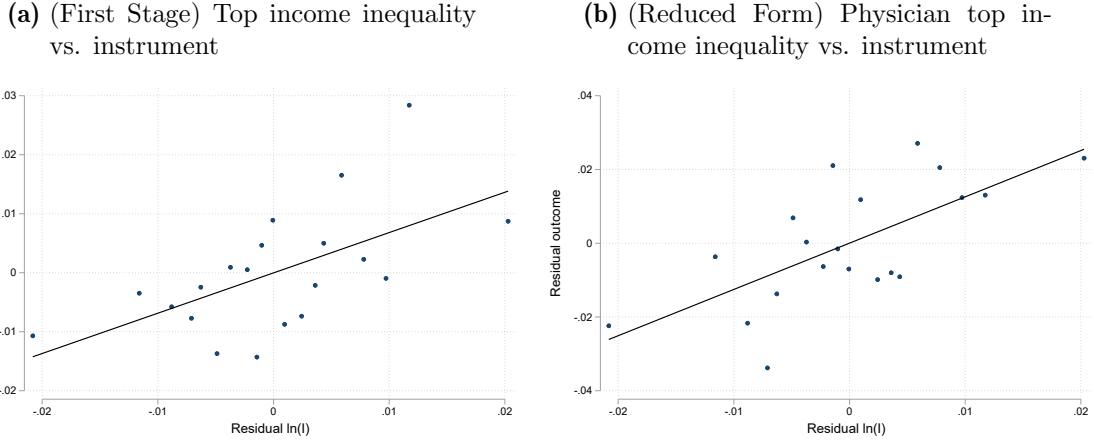 (a) (First Stage) Top income inequality
vs. instrument
.03
.02
.01
0
-.01
-.02
-.02 -.01 0 .01 .02
Residual ln(I)
(b) (Reduced Form) Physician top in-
come inequality vs. instrument
Residual outcome
.04
.02
0
-.02
-.04
-.02 -.01 0 .01 .02
Residual ln(I)